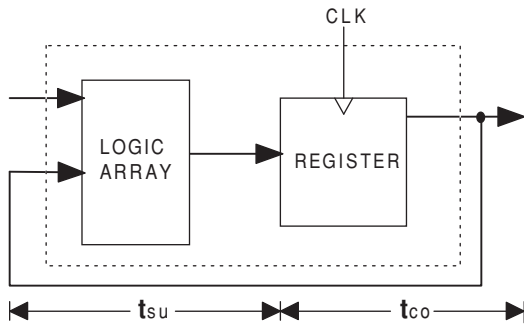 CLK
LOGIC
ARRAY
REGISTER
tsu
tco